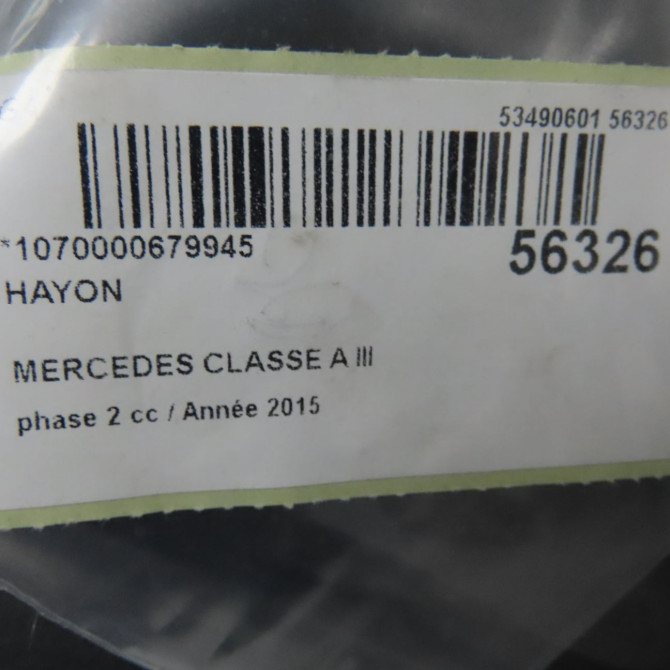 53490601 56326
*1070000679945
56326
HAYON
MERCEDES CLASSE A III
phase 2 cc / Année 2015